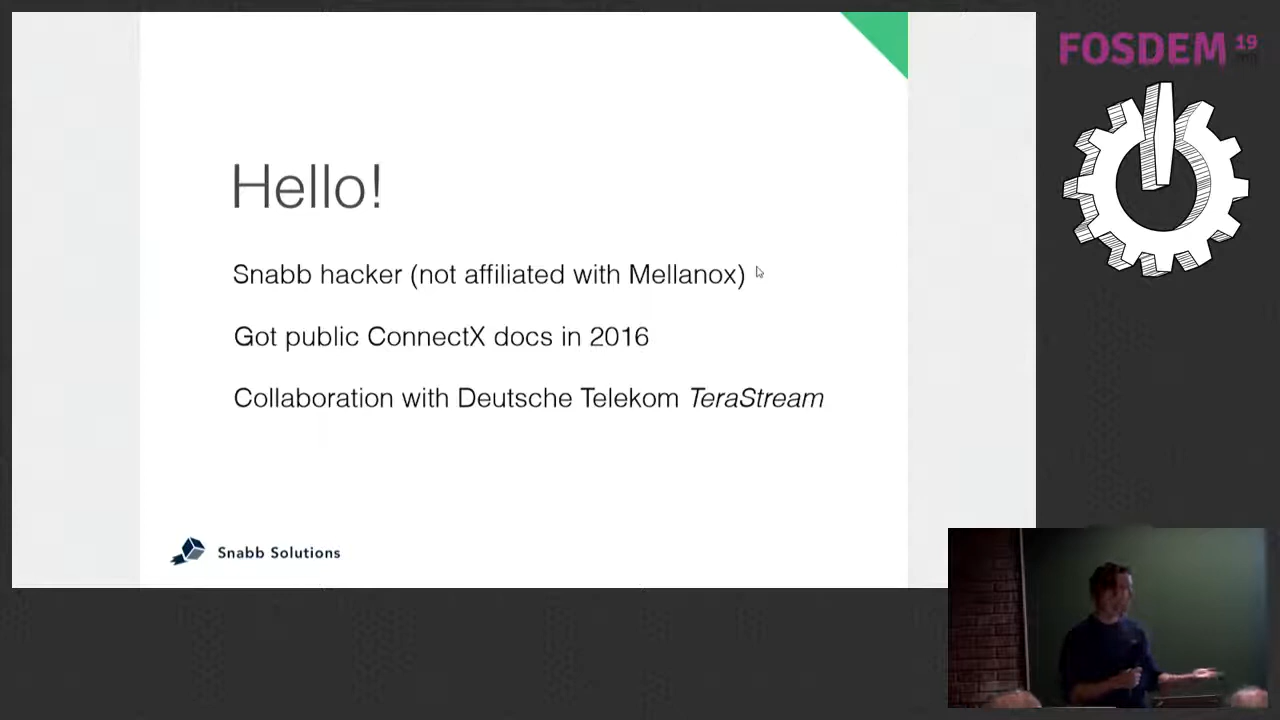 FOSDEM 19
.org
Hello!
Snabb hacker (not affiliated with Mellanox)
Got public ConnectX docs in 2016
Collaboration with Deutsche Telekom TeraStream
Snabb Solutions